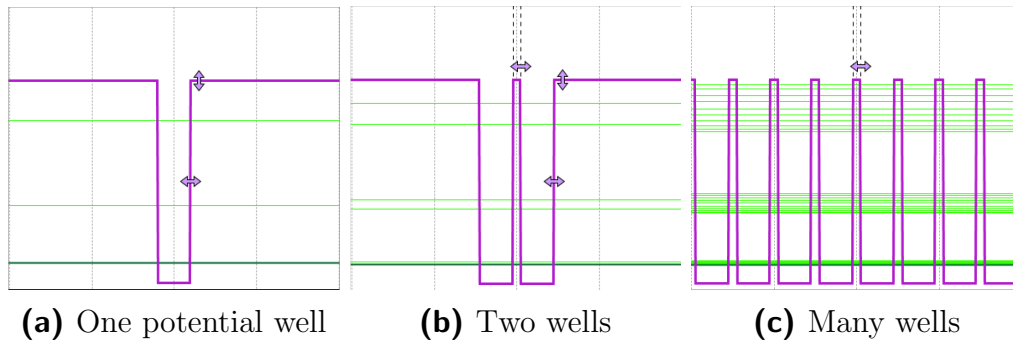 (a) One potential well
(b) Two wells
(c) Many wells